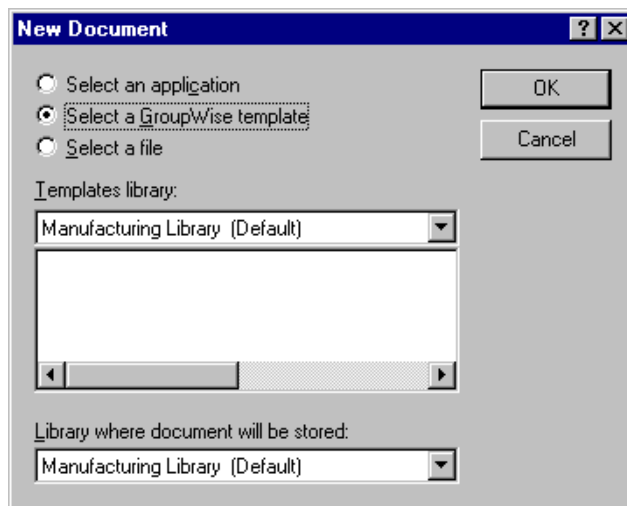 New Document
Select an application
OK
Select a GroupWise template
Select a file
Cancel
Templates library:
Manufacturing Library (Default)
Library where document will be stored:
Manufacturing Library (Default)